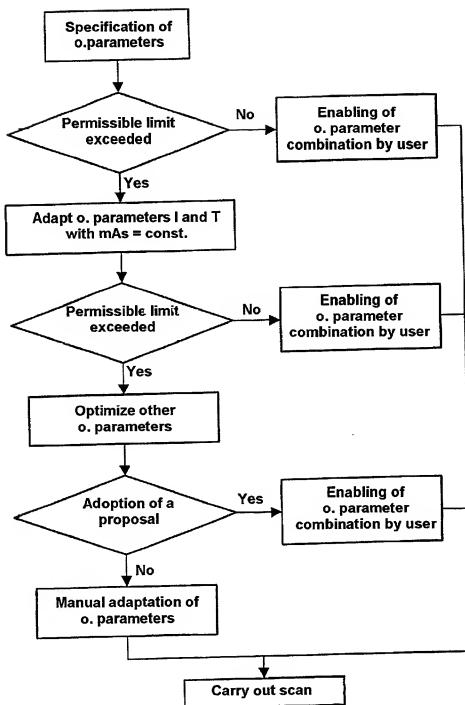 Specification of
o.parameters
Permissible limit
exceeded
No
Enabling of
o. parameter
combination by user
Yes
Adapt o. parameters I and T
with mAs = const.
Permissible limit
exceeded
No
Enabling of
o. parameter
combination by user
Yes
Optimize other
o. parameters
Adoption of a
proposal
Yes
Enabling of
o. parameter
combination by user
No
Manual adaptation of
o. parameters
Carry out scan